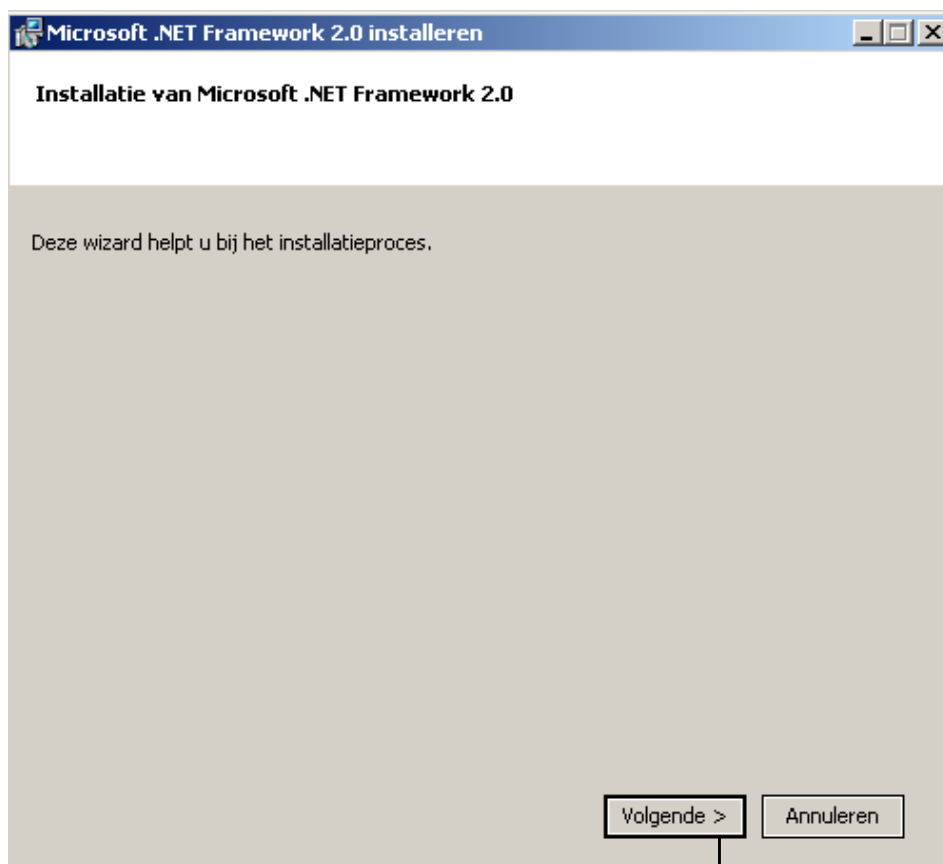 Microsoft .NET Framework 2.0 installeren
Installatie van Microsoft .NET Framework 2.0
Deze wizard helpt u bij het installatieproces.
Volgende >
Annuleren